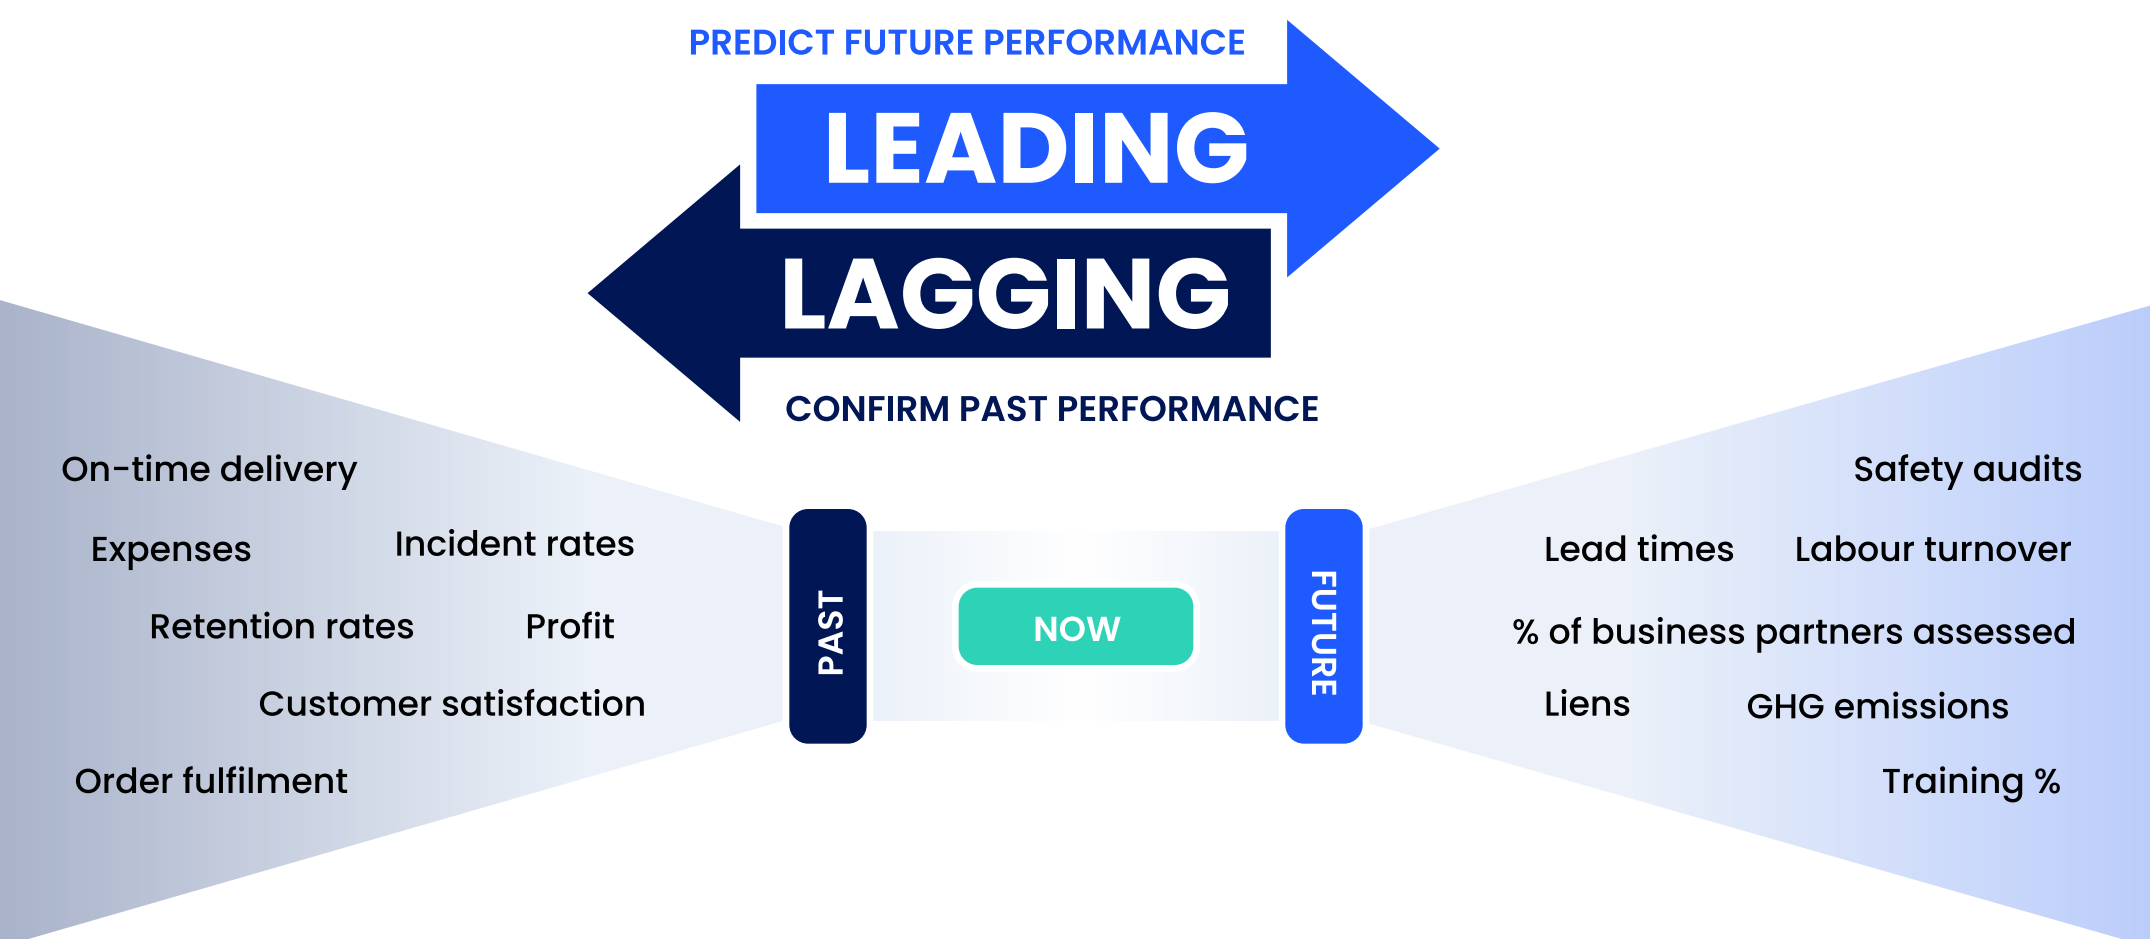 PREDICT FUTURE PERFORMANCE
LEADING
LAGGING
CONFIRM PAST PERFORMANCE
On-time delivery
Expenses
Incident rates
Retention rates
Profit
Customer satisfaction
Order fulfilment
PAST
NOW
FUTURE
Safety audits
Lead times
Labour turnover
% of business partners assessed
Liens
GHG emissions
Training %